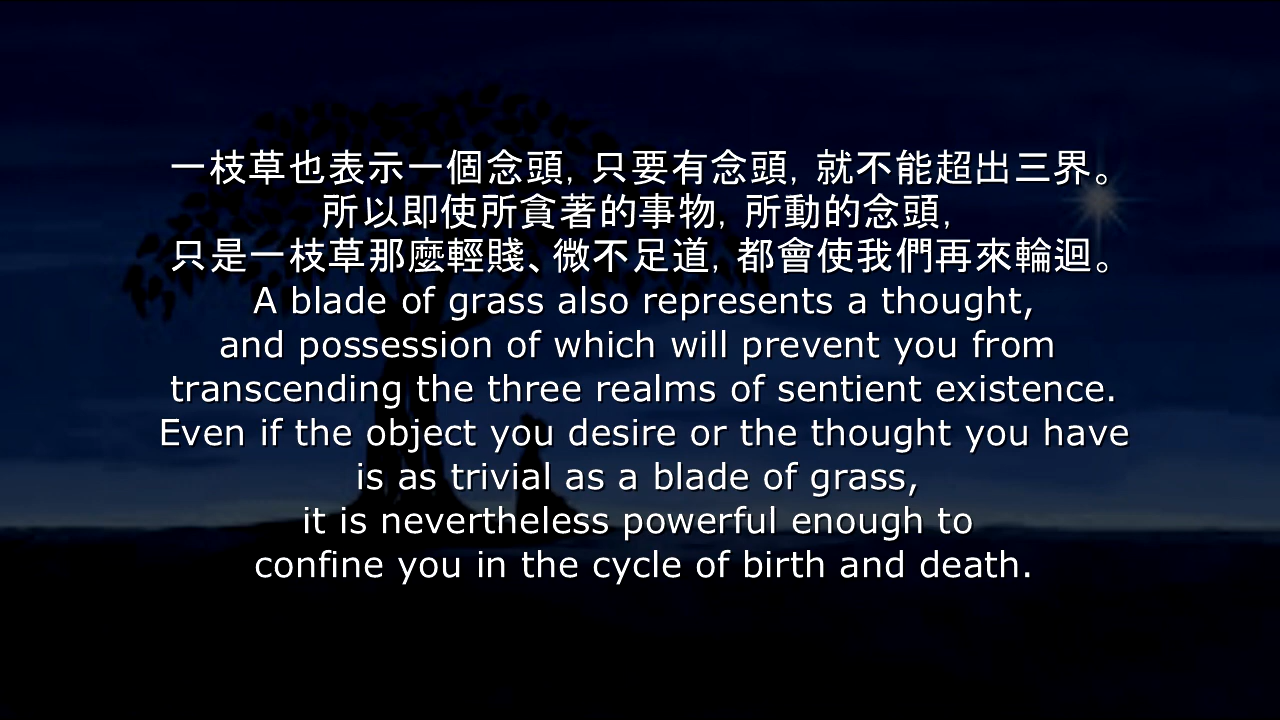 一枝草也表示一個念頭, 只要有念頭, 就不能超出三界。
所以即使所貪著的事物, 所動的念頭,
只是一枝草那麼輕賤、微不足道, 都會使我們再來輪迴。
A blade of grass also represents a thought,
and possession of which will prevent you from
transcending the three realms of sentient existence.
Even if the object you desire or the thought you have
is as trivial as a blade of grass,
it is nevertheless powerful enough to
confine you in the cycle of birth and death.